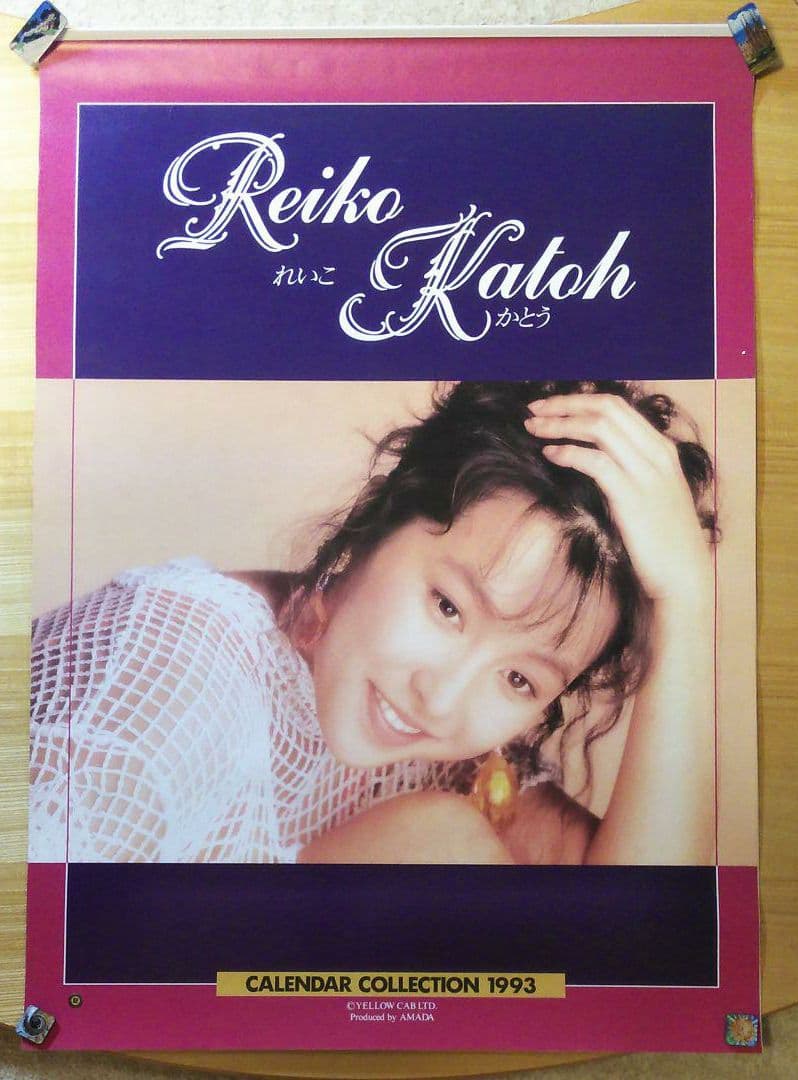 Reiko
れいこ
Katoh
かとう
CALENDAR COLLECTION 1993
©YELLOW CAB LTD.
Produced by AMADA